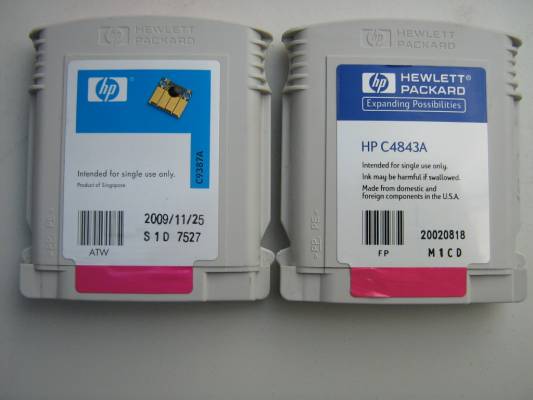 HEWLETT
PACKARD
hp
C9387A
Intended for single use only.
Product of Singapore
2009/11/25
S1D 7527
ATW
HEWLETT
PACKARD
hp HEWLETT
PACKARD
Expanding Possibilities
HP C4843A
Intended for single use only.
Ink may be harmful if swallowed.
Made from domestic and
foreign components in the U.S.A.
20020818
FP M1CD